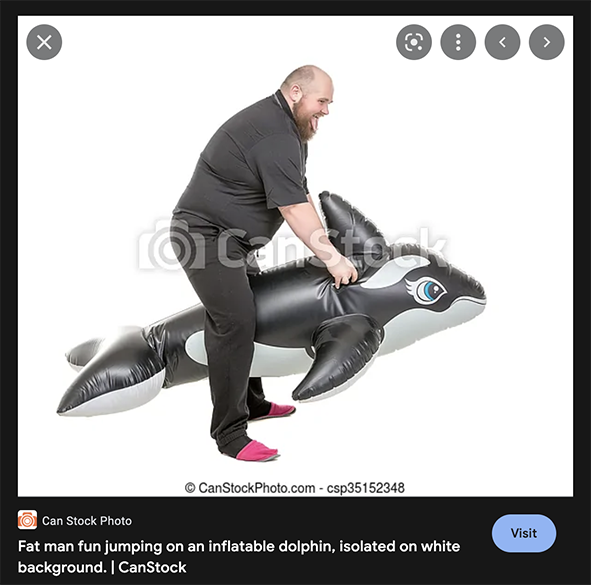 CanStock
© CanStockPhoto.com - csp35152348
Can Stock Photo
Visit
Fat man fun jumping on an inflatable dolphin, isolated on white
background. | CanStock